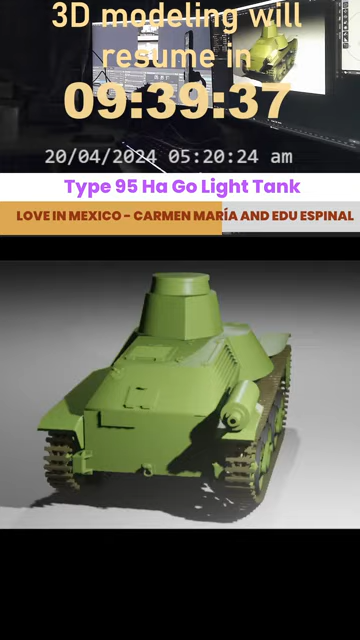 3D modeling will
resume in
09:39:37
20/04/2024 05:20:24 am
Type 95 Ha Go Light Tank
LOVE IN MEXICO - CARMEN MARÍA AND EDU ESPINAL